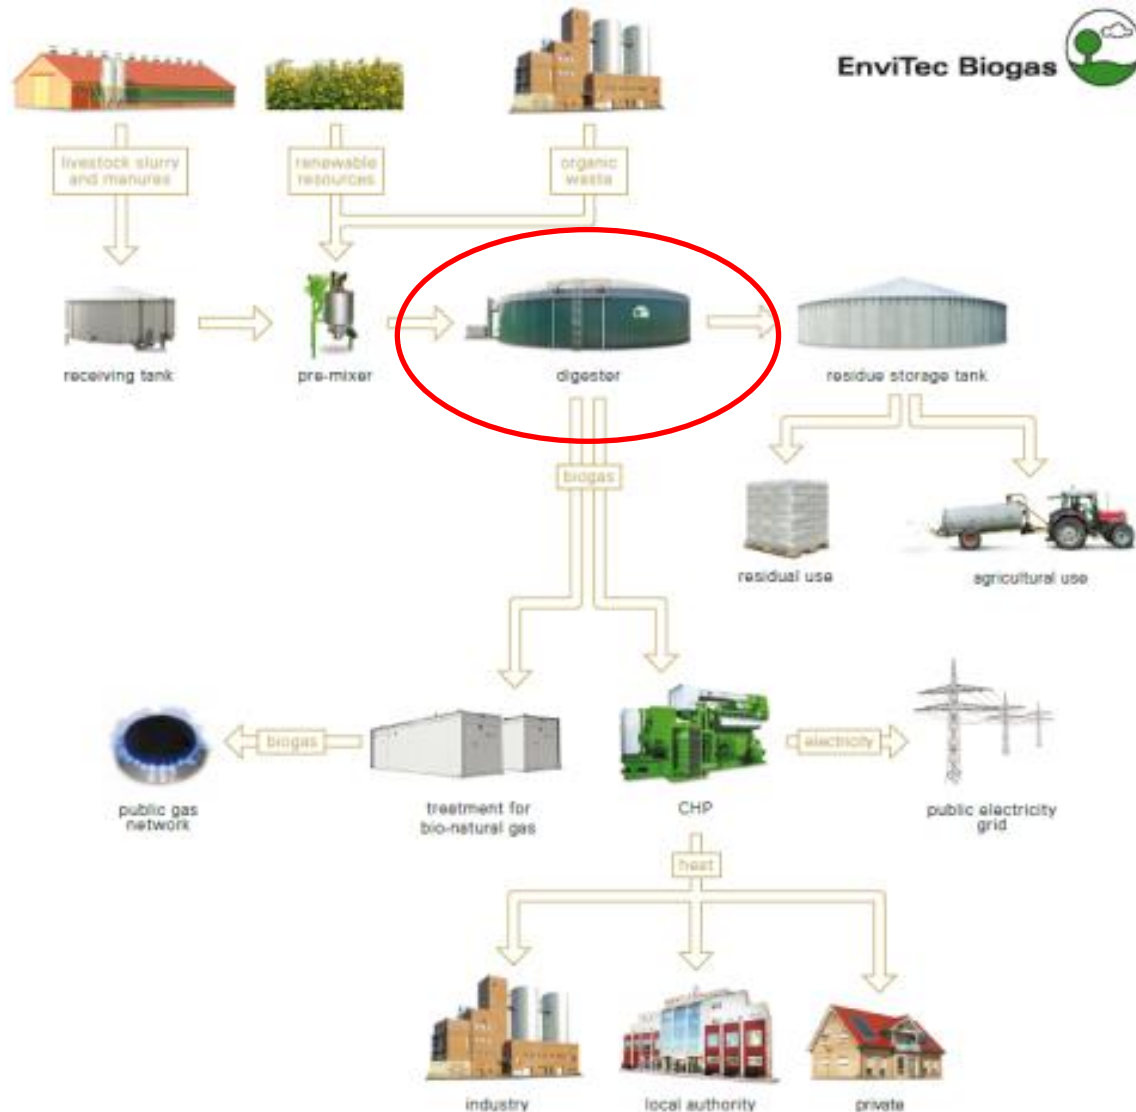 EnviTec Biogas
livestock slurry
and manures
renewable
resources
organic
waste
receiving tank
pre-mixer
digester
residue storage tank
biogas
residual use
agricultural use
biogas
electricity
public gas
network
treatment for
bio-natural gas
CHP
public electricity
grid
heat
industry
local authority
private